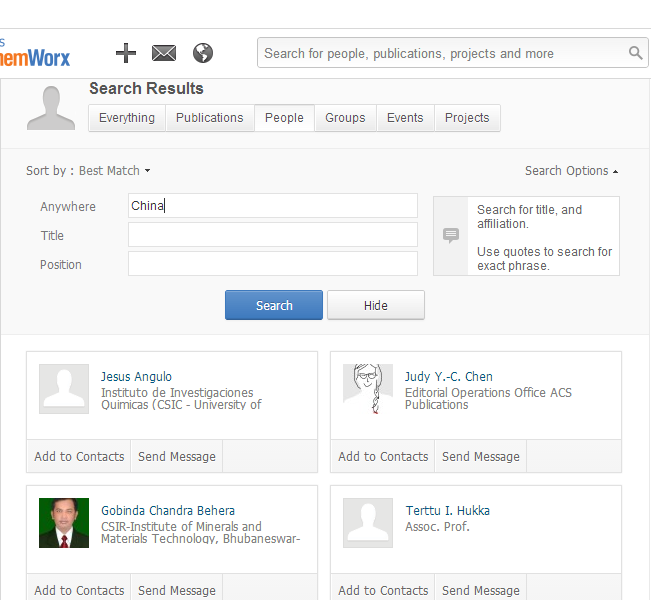 s
emWorx
Search for people, publications, projects and more
Search Results
Everything Publications People Groups Events Projects
Sort by : Best Match
Search Options
Anywhere China
Title
Position
Search for title, and
affiliation.
Use quotes to search for
exact phrase.
Search Hide
Jesus Angulo
Instituto de Investigaciones
Quimicas (CSIC - University of
Add to Contacts Send Message
Judy Y.-C. Chen
Editorial Operations Office ACS
Publications
Add to Contacts Send Message
Gobinda Chandra Behera
CSIR-Institute of Minerals and
Materials Technology, Bhubaneswar-
Add to Contacts Send Message
Terttu I. Hukka
Assoc. Prof.
Add to Contacts Send Message